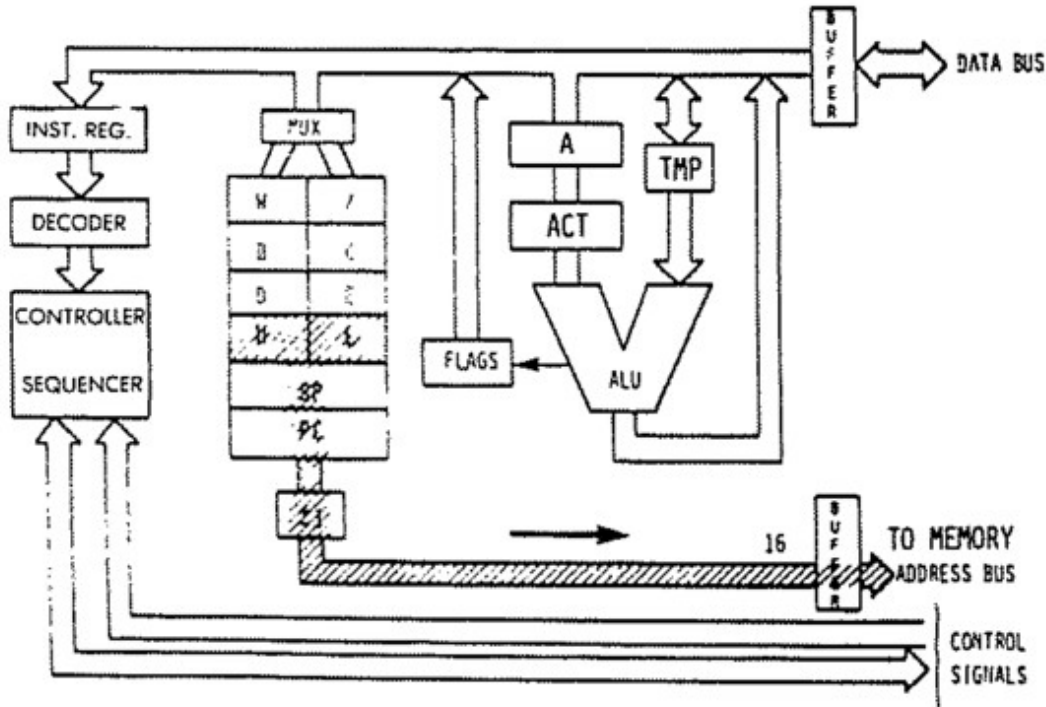 BUFFER
DATA BUS
INST. REG.
MUX
A
TMP
DECODER
ACT
W
B C
D
CONTROLLER
SEQUENCER
FLAGS
ALU
SP
PC
16
BUFFER
TO MEMORY
ADDRESS BUS
CONTROL
SIGNALS